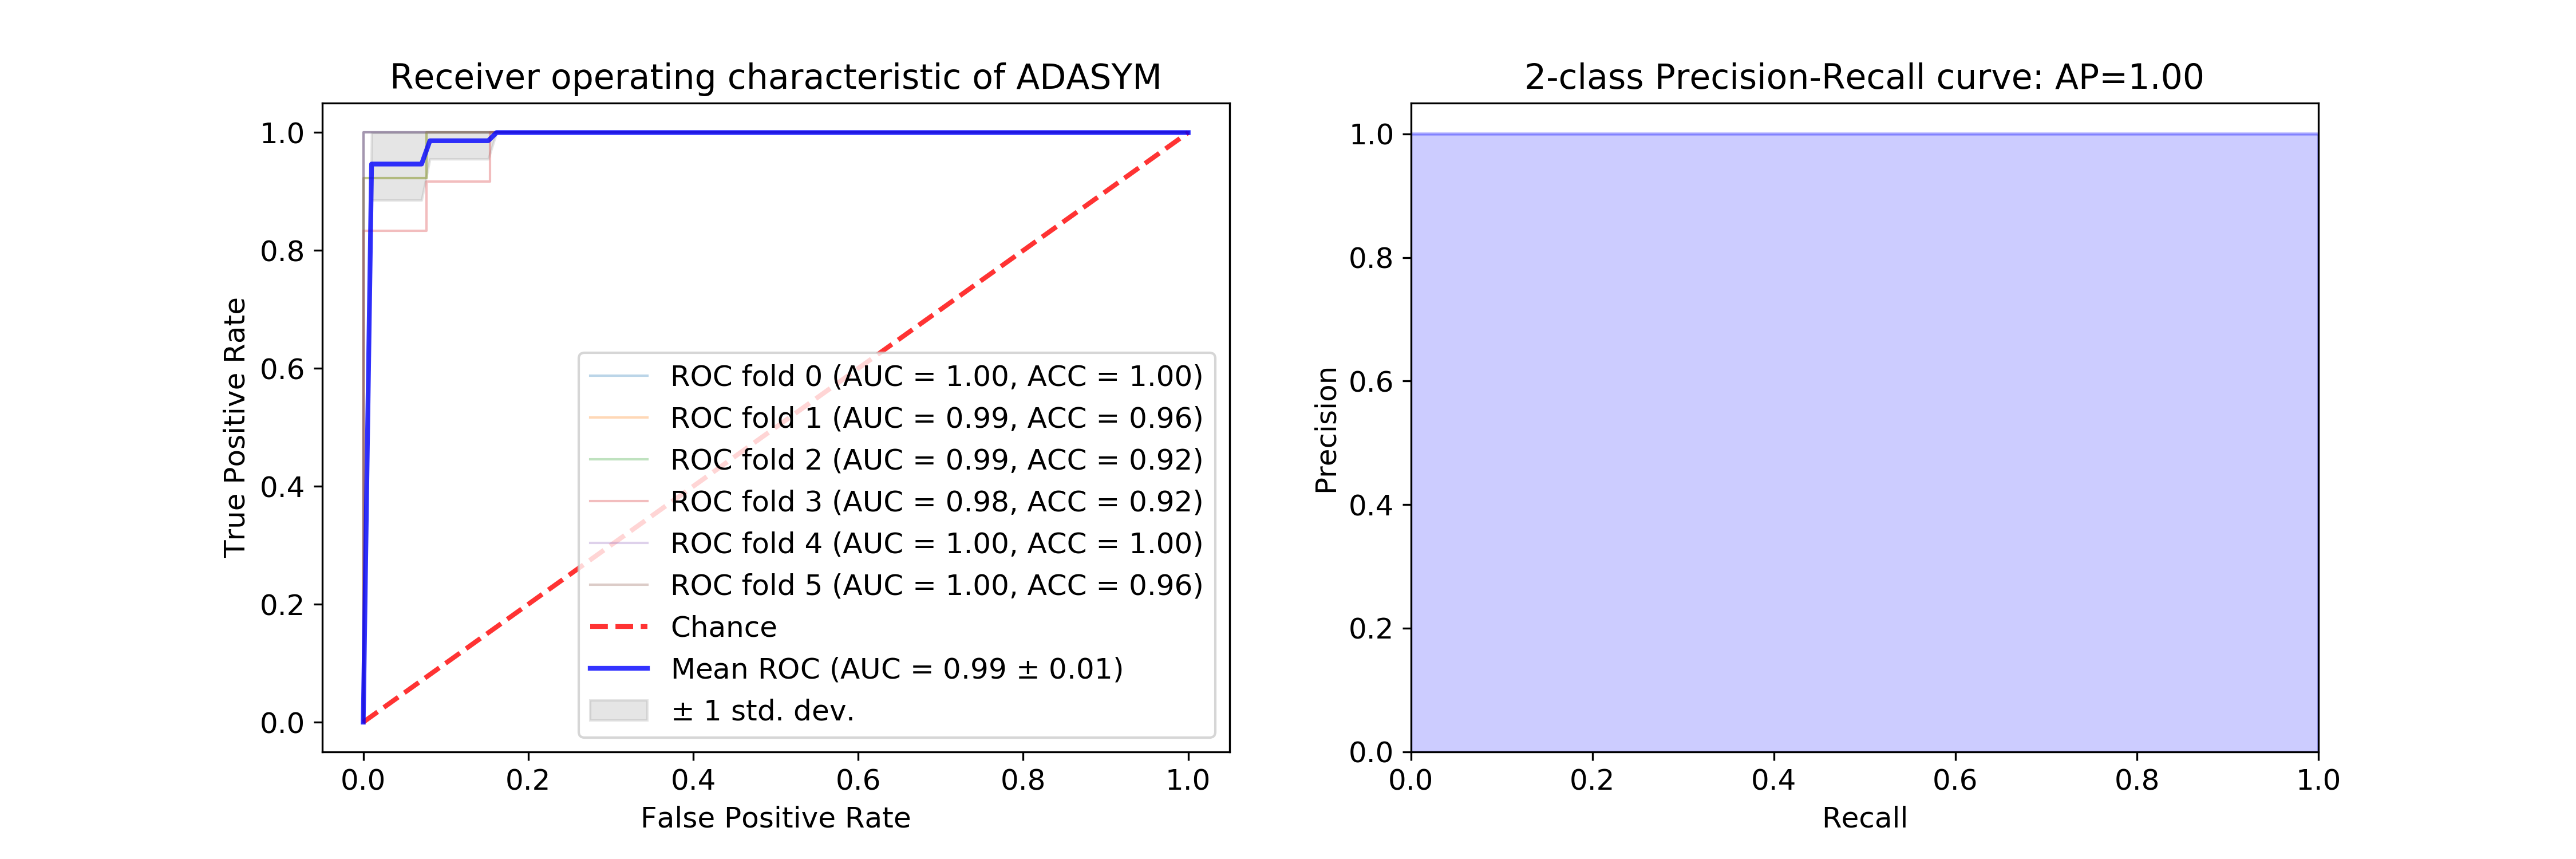 Receiver operating characteristic of ADASYM
True Positive Rate
1.0
0.8
0.6
0.4
0.2
0.0
ROC fold 0 (AUC = 1.00, ACC = 1.00)
ROC fold 1 (AUC = 0.99, ACC = 0.96)
ROC fold 2 (AUC = 0.99, ACC = 0.92)
ROC fold 3 (AUC = 0.98, ACC = 0.92)
ROC fold 4 (AUC = 1.00, ACC = 1.00)
ROC fold 5 (AUC = 1.00, ACC = 0.96)
Chance
Mean ROC (AUC = 0.99 ± 0.01)
± 1 std. dev.
0.0 0.2 0.4 0.6 0.8 1.0
False Positive Rate
2-class Precision-Recall curve: AP=1.00
Precision
1.0
0.8
0.6
0.4
0.2
0.0
0.0 0.2 0.4 0.6 0.8 1.0
Recall